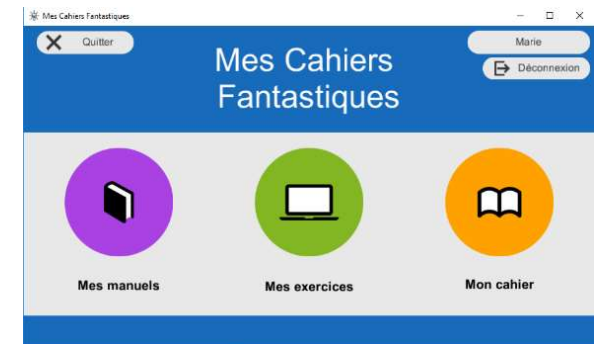 Mes Cahiers Fantastiques
Quitter
Marie
Déconnexion
Mes Cahiers
Fantastiques
Mes manuels
Mes exercices
Mon cahier